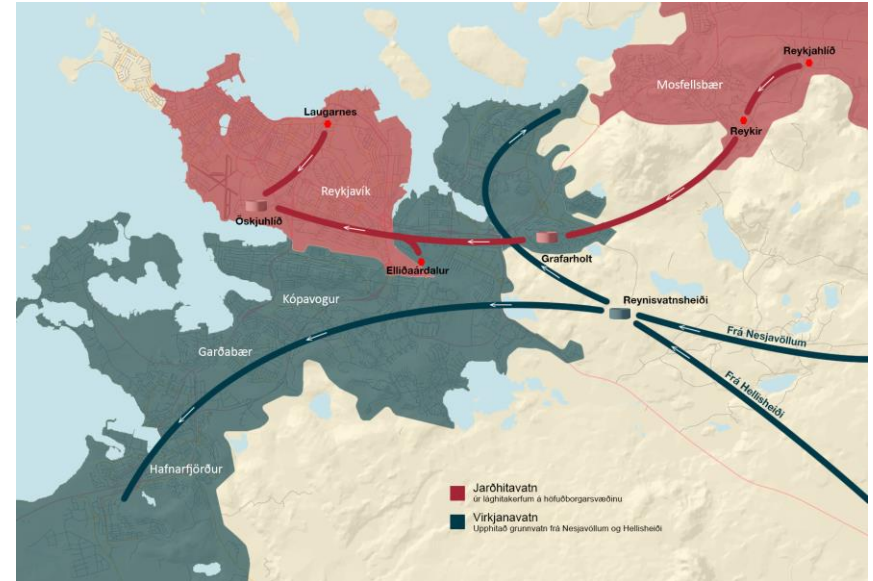 Reykjahlíð
Mosfellsbær
Laugarnes
Reykir
Reykjavík
Öskjuhlíð
Grafarholt
Elliðaárdalur
Kópavogur
Reynisvatnsheiði
Frá Nesjavöllum
Garðabær
Frá Hellisheiði
Hafnarfjörður
Jarðhitavatn
úr lághitakerfum á höfuðborgarsvæðinu
Virkjanavatn
Upphitað grunnvatn frá Nesjavöllum og Hellisheiði